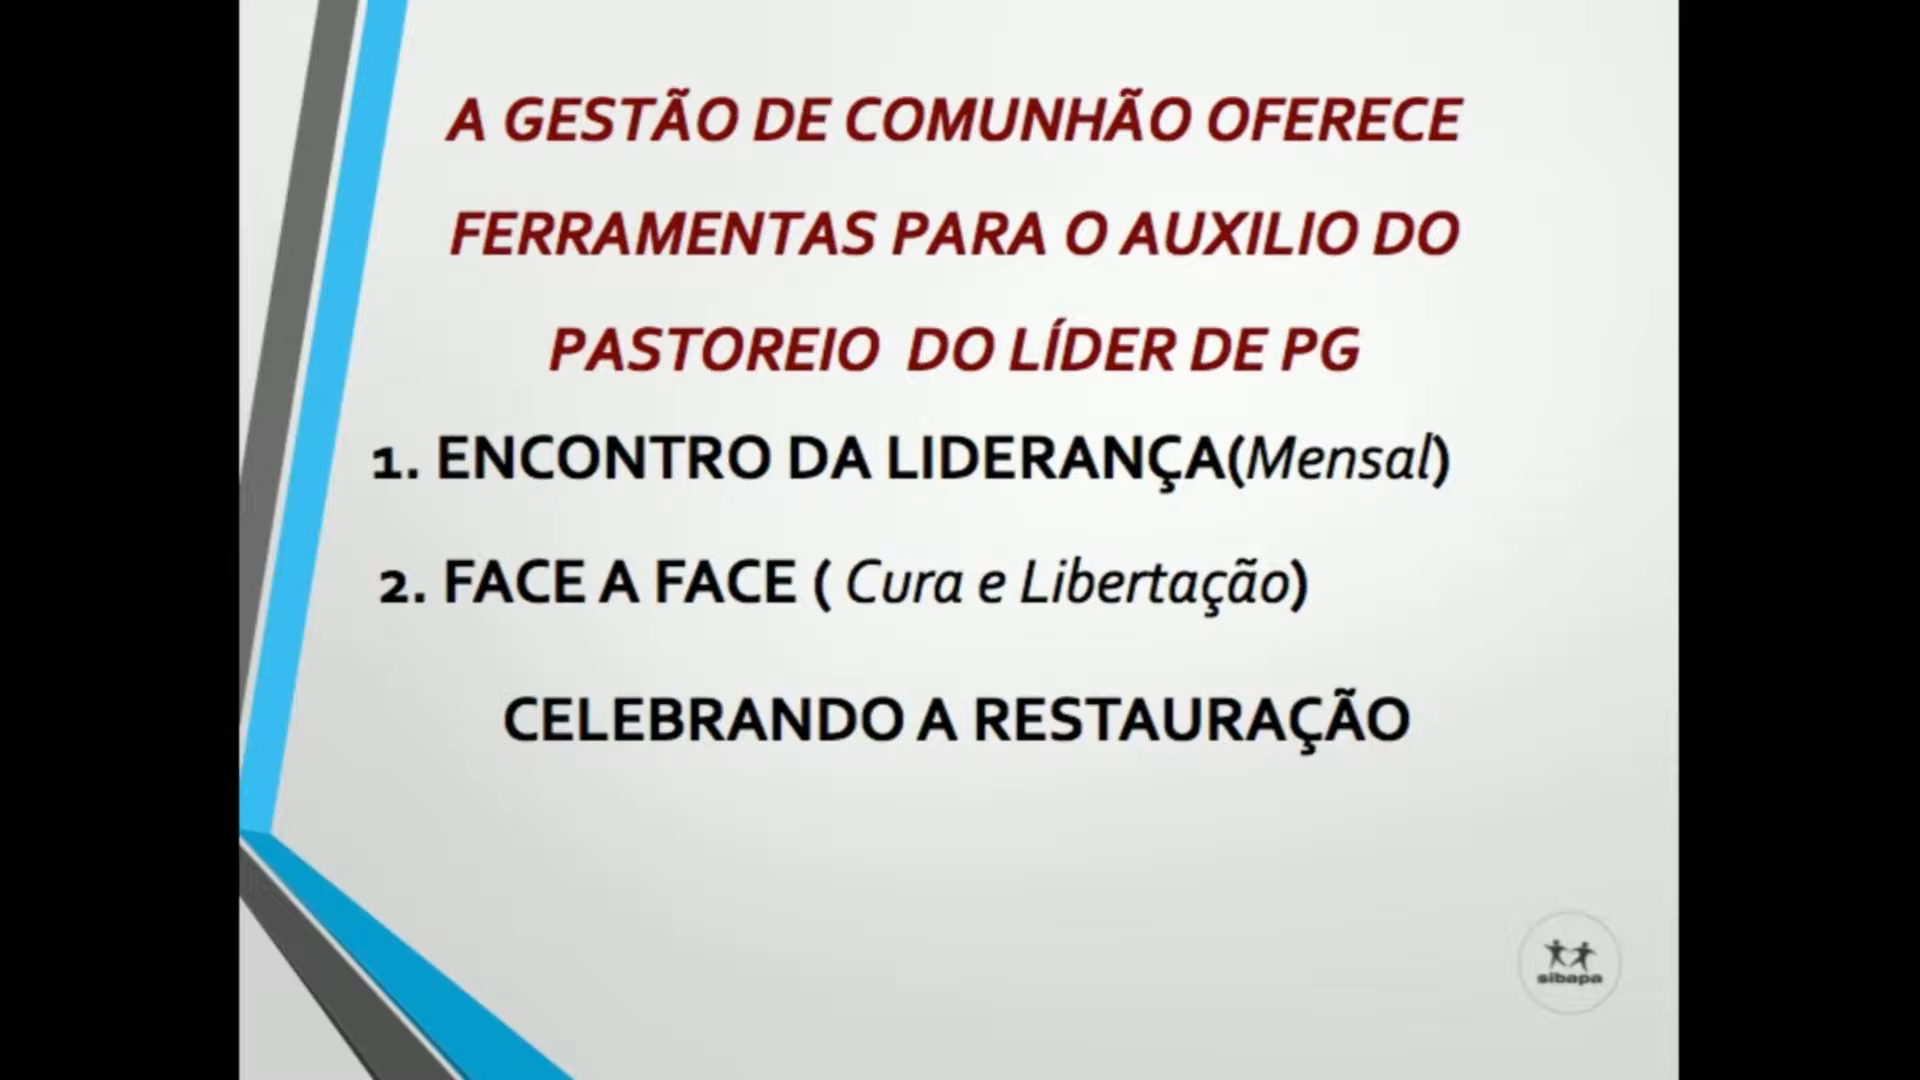 A GESTÃO DE COMUNHÃO OFERECE
FERRAMENTAS PARA O AUXILIO DO
PASTOREIO DO LÍDER DE PG
1. ENCONTRO DA LIDERANÇA(Mensal)
2. FACE A FACE ( Cura e Libertação)
CELEBRANDO A RESTAURAÇÃO
sibapa